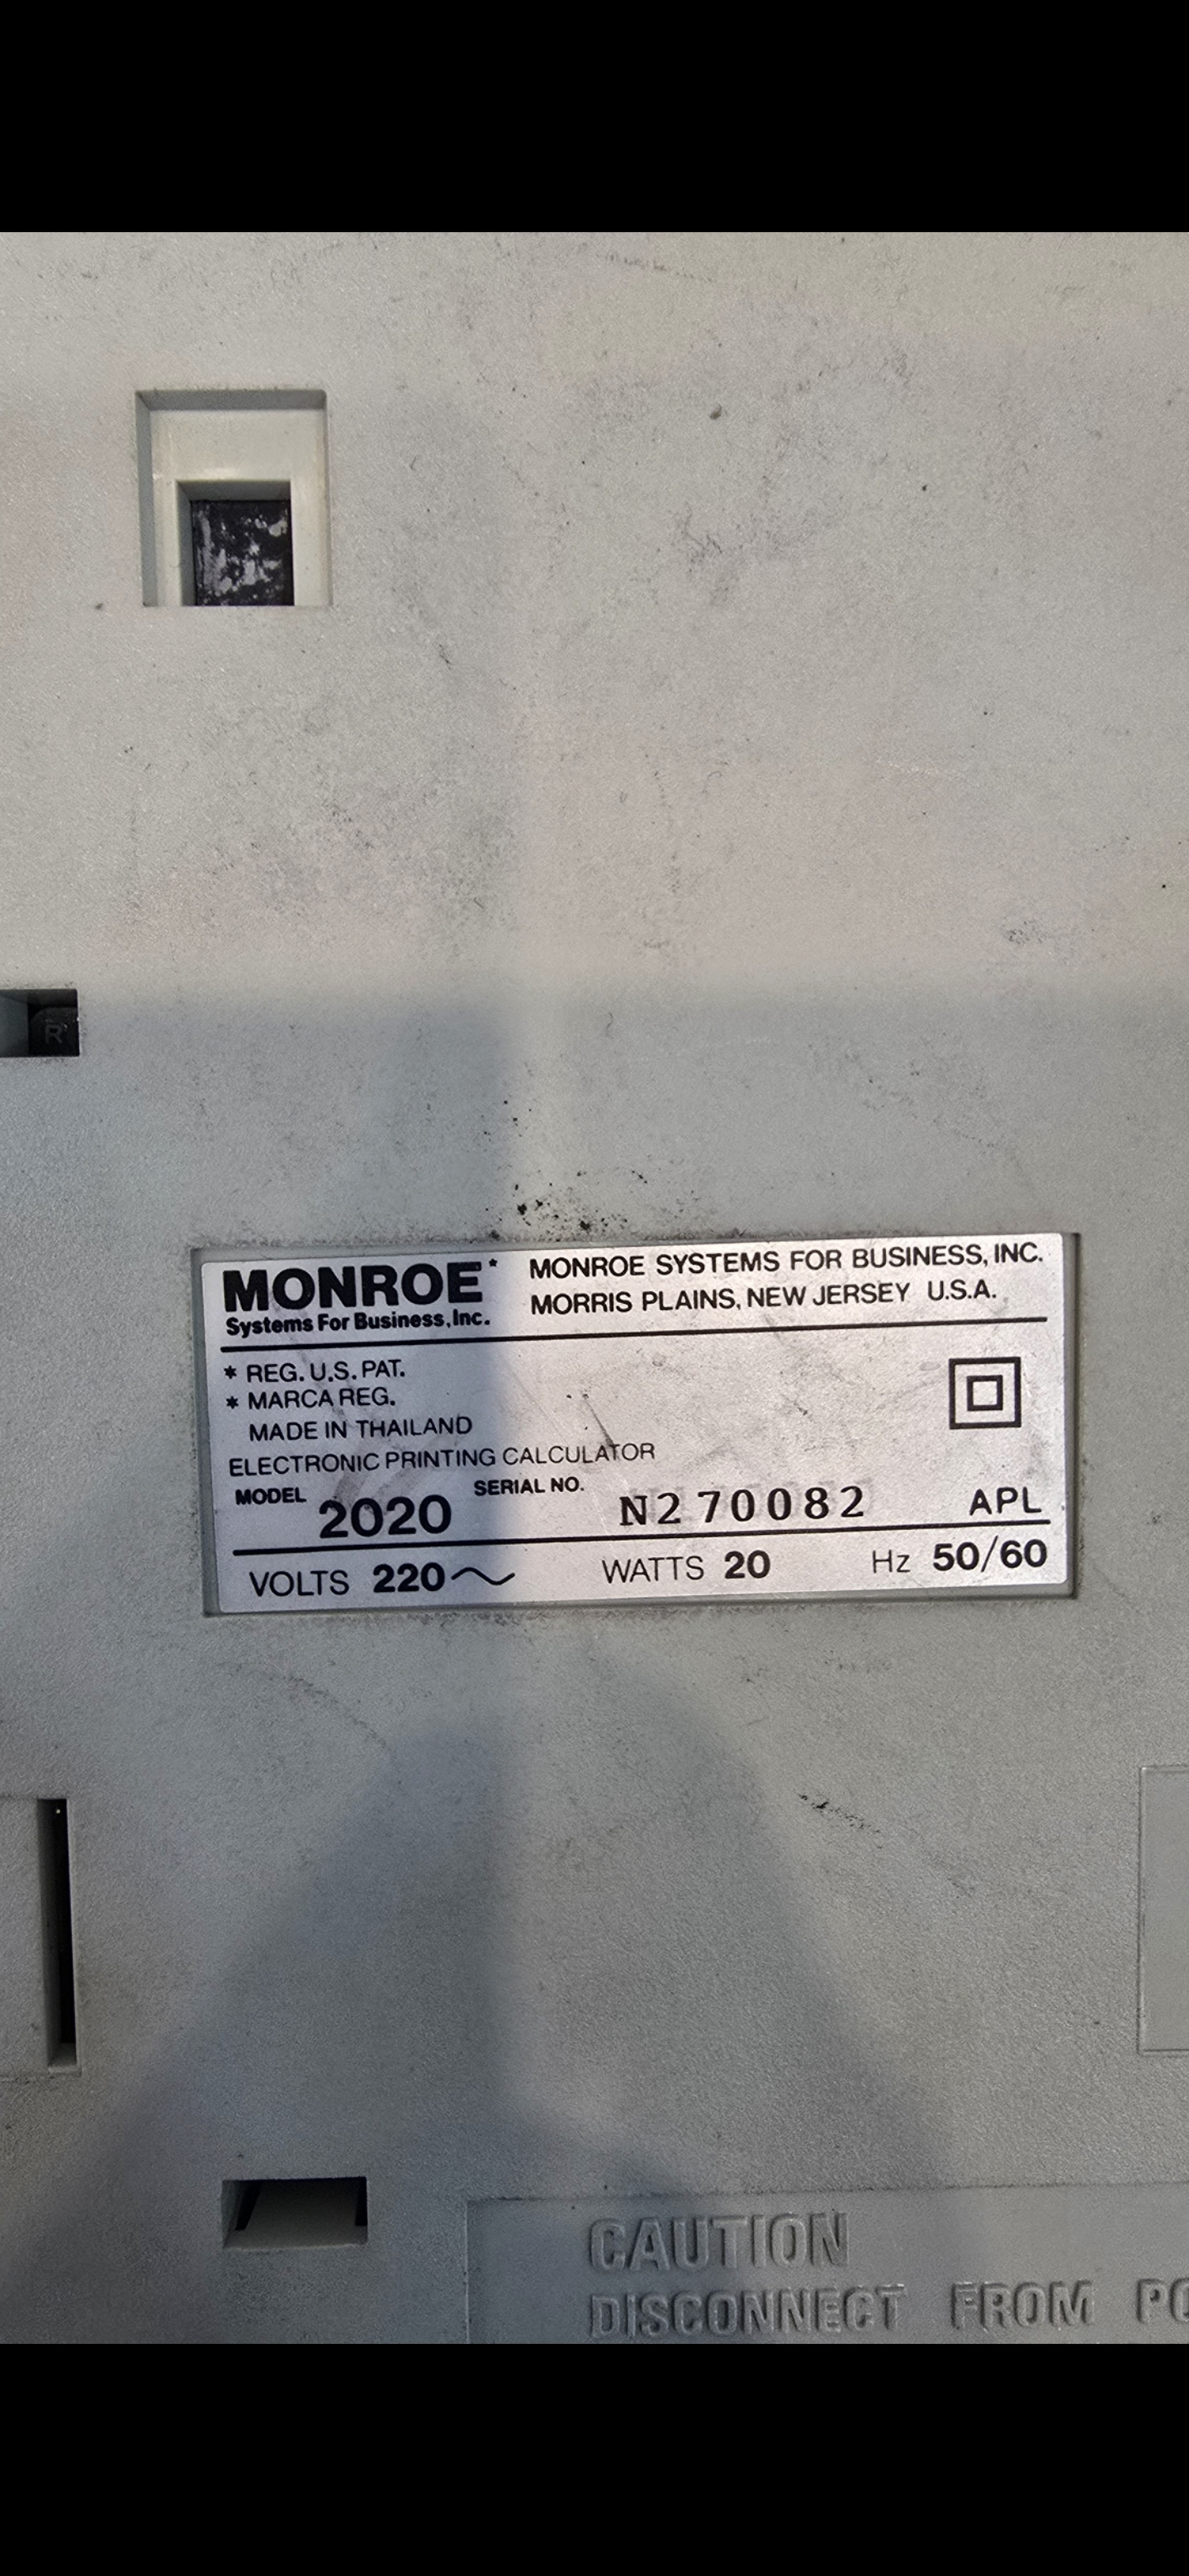 R
MONROE* MONROE SYSTEMS FOR BUSINESS, INC.
Systems For Business, Inc. MORRIS PLAINS, NEW JERSEY U.S.A.
* REG. U.S. PAT.
* MARCA REG.
MADE IN THAILAND
ELECTRONIC PRINTING CALCULATOR
MODEL 2020 SERIAL NO. N270082 APL
VOLTS 220~ WATTS 20 Hz 50/60
CAUTION
DISCONNECT FROM PO